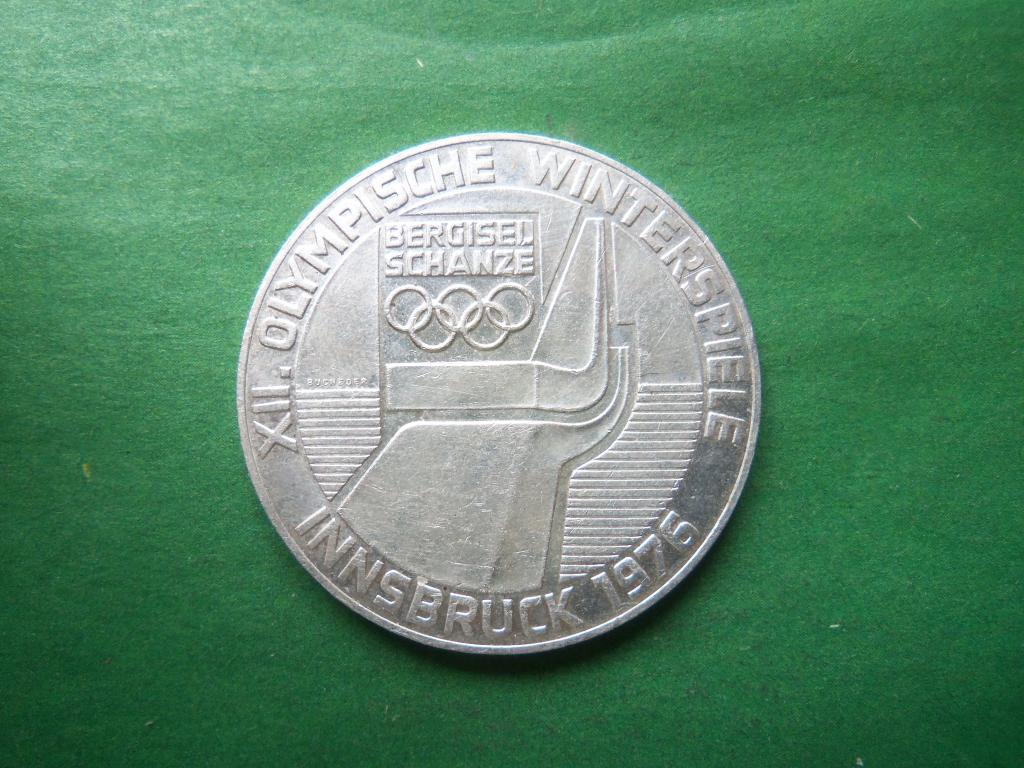 XII. OLYMPISCHE WINTERSPIELE
BERGISEL
SCHANZE
BUCHEDER
INNSBRUCK 1976